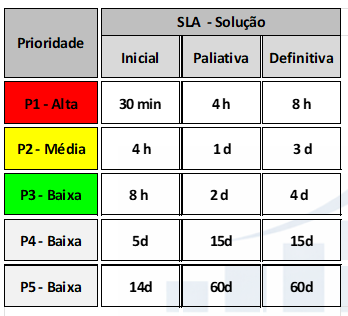 Prioridade
SLA - Solução
Inicial Paliativa Definitiva
P1 - Alta 30 min 4 h 8 h
P2 - Média 4 h 1 d 3 d
P3 - Baixa 8 h 2 d 4 d
P4 - Baixa 5d 15d 15d
P5 - Baixa 14d 60d 60d